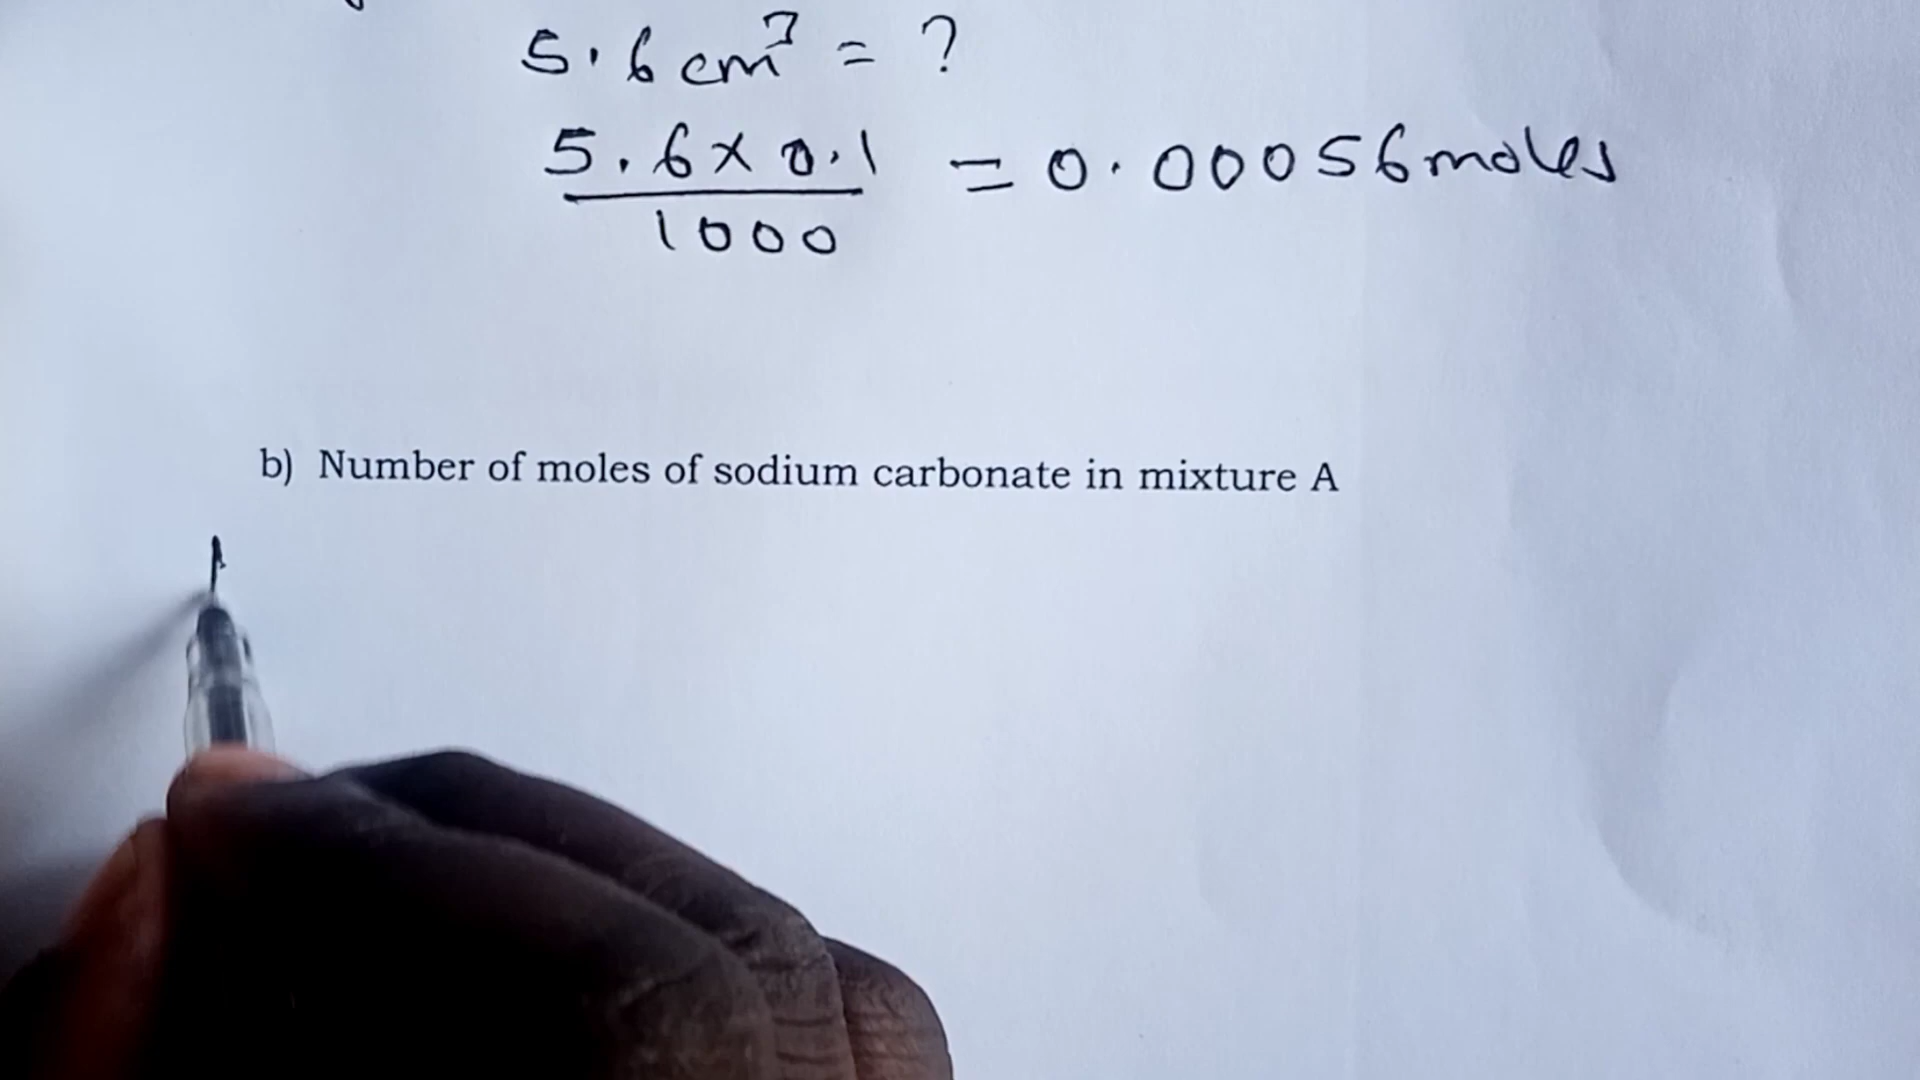 5.6 cm³ = ?
5.6 × 0.1 = 0.00056 moles
1000
b) Number of moles of sodium carbonate in mixture A